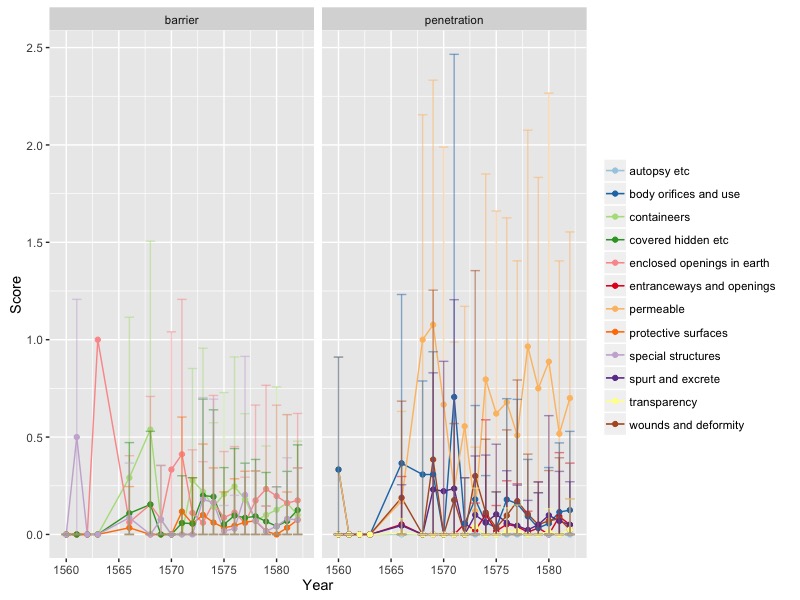 barrier penetration
2.5
2.0
1.5
1.0
0.5
0.0
Score
1560 1565 1570 1575 1580 1560 1565 1570 1575 1580
Year
autopsy etc
body orifices and use
containeers
covered hidden etc
enclosed openings in earth
entranceways and openings
permeable
protective surfaces
special structures
spurt and excrete
transparency
wounds and deformity